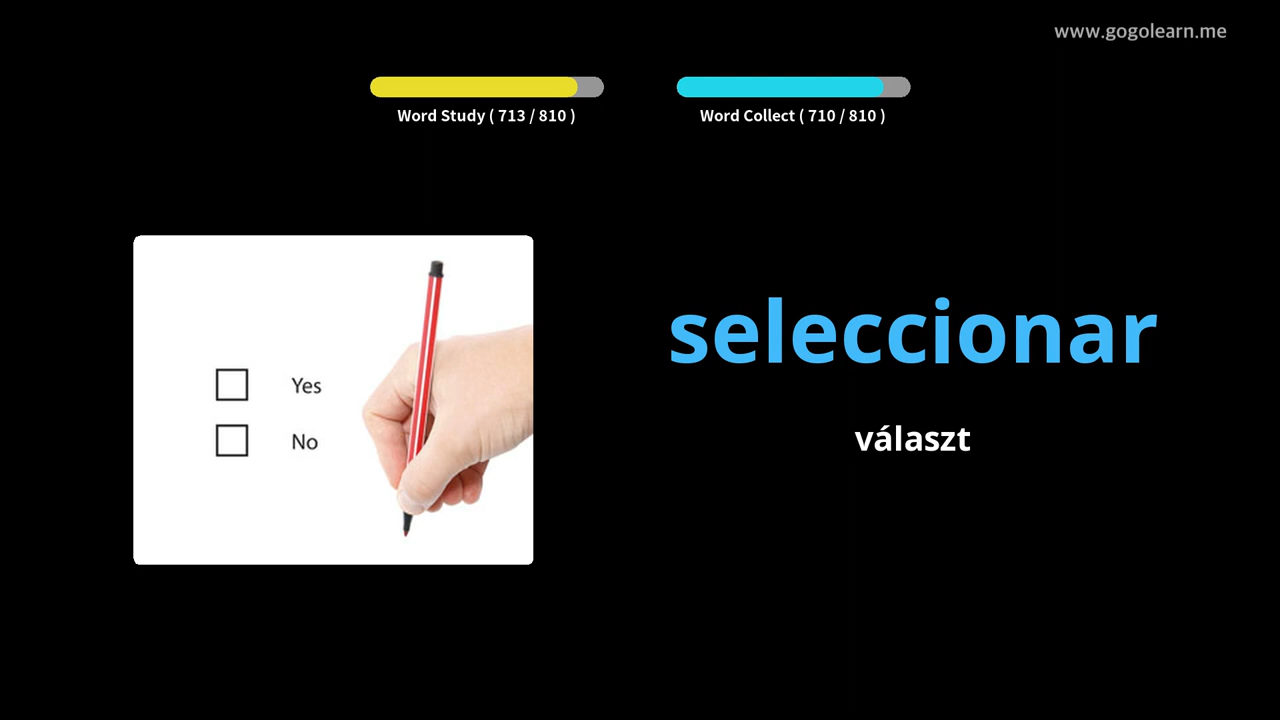 www.gogolearn.me
Word Study ( 713 / 810 )
Word Collect ( 710 / 810 )
Yes
No
seleccionar
választ